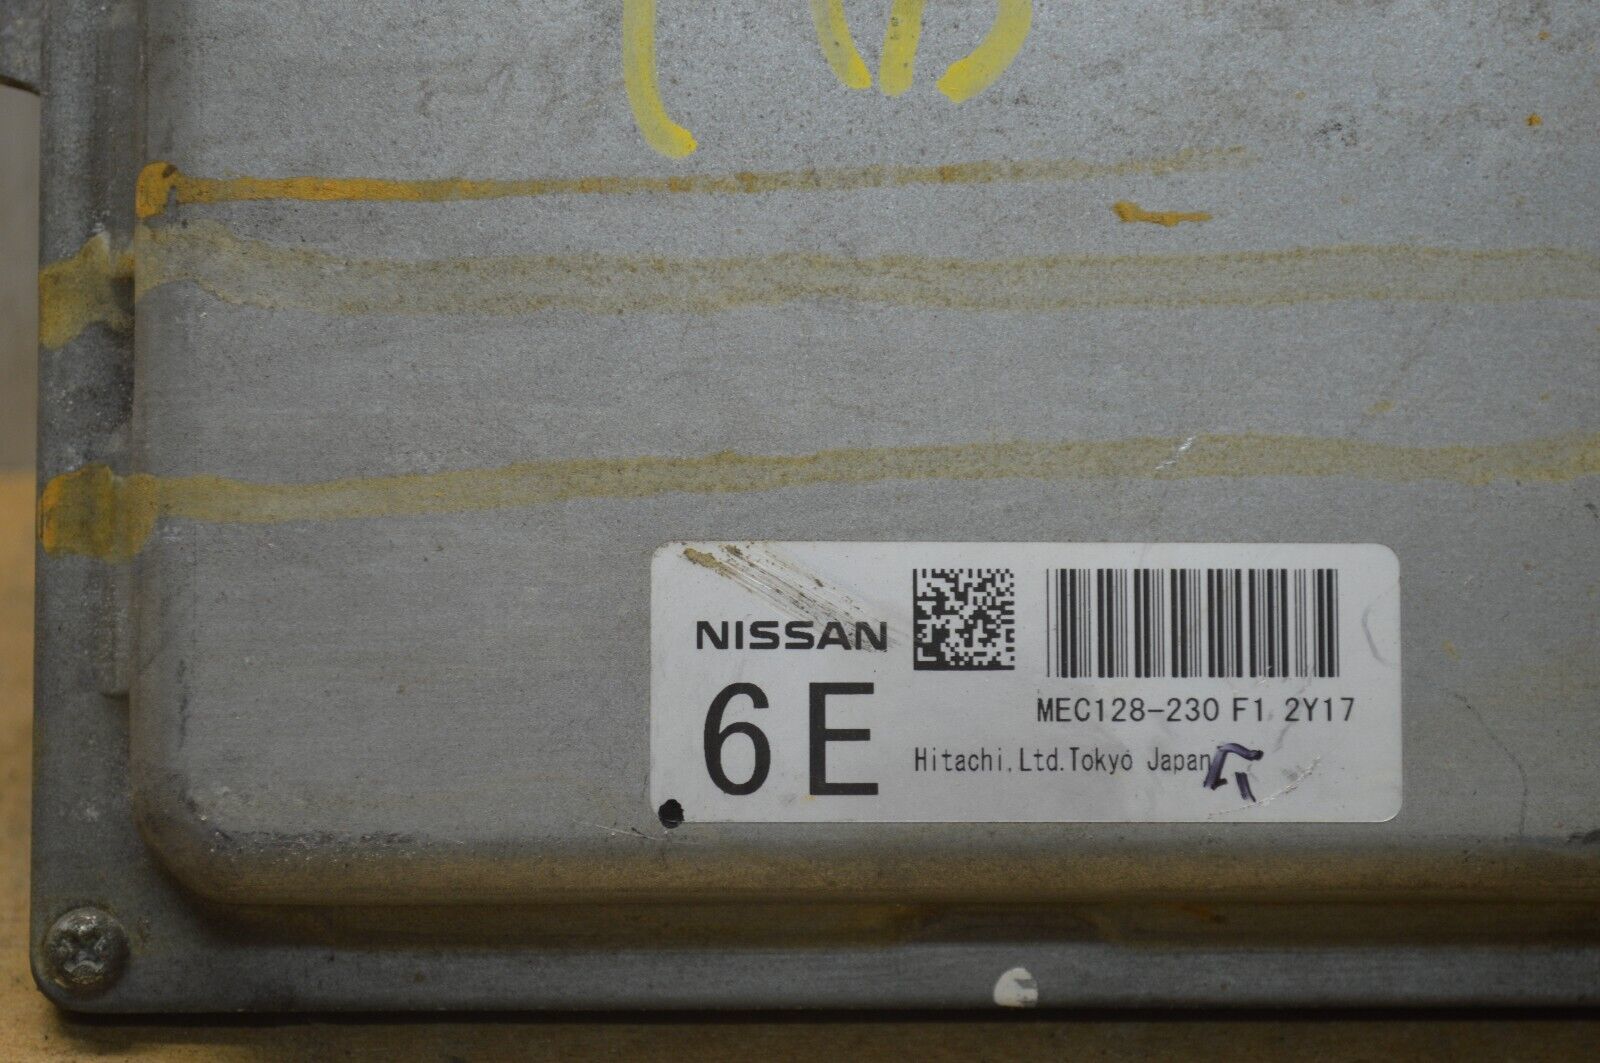 NISSAN
6E
MEC128-230 F1 2Y17
Hitachi,Ltd.Tokyo Japan